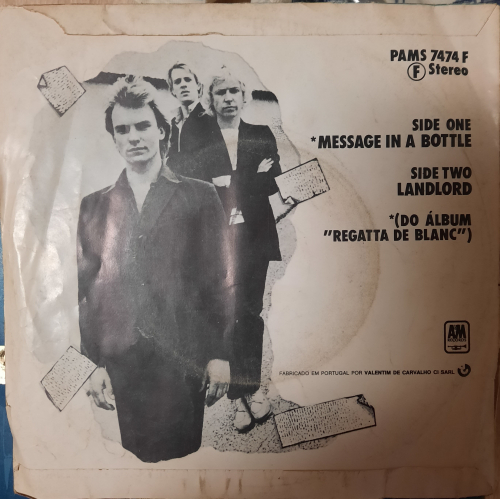 PAMS 7474 F
Ⓕ Stereo
SIDE ONE
*MESSAGE IN A BOTTLE
SIDE TWO
LANDLORD
*(DO ÁLBUM
"REGATTA DE BLANC")
A&M
RECORDS
FABRICADO EM PORTUGAL POR VALENTIM DE CARVALHO CI SARL